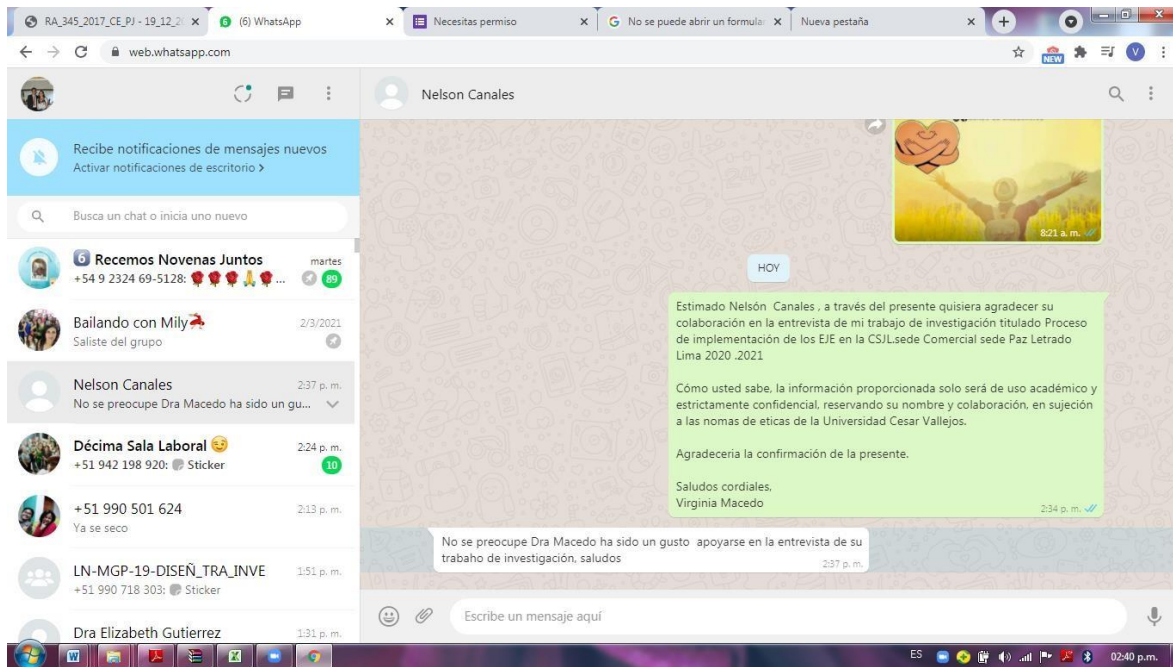 RA_345_2017_CE_PJ - 19_12_20
(6) WhatsApp
Necesitas permiso
No se puede abrir un formular
Nueva pestaña
web.whatsapp.com
NEW
V
Nelson Canales
Recibe notificaciones de mensajes nuevos
Activar notificaciones de escritorio >
Busca un chat o inicia uno nuevo
6 Recemos Novenas Juntos martes
+54 9 2324 69-5128: 🌹🌹🌹🙏🌹... 89
Bailando con Mily💃 2/3/2021
Saliste del grupo
Nelson Canales 2:37 p. m.
No se preocupe Dra Macedo ha sido un gu...
Décima Sala Laboral 😉 2:24 p. m.
+51 942 198 920: Sticker 10
+51 990 501 624 2:13 p. m.
Ya se seco
LN-MGP-19-DISEÑ_TRA_INVE 1:51 p. m.
+51 990 718 303: Sticker
Dra Elizabeth Gutierrez 1:31 p. m.
8:21 a. m.
HOY
Estimado Nelsón Canales , a través del presente quisiera agradecer su
colaboración en la entrevista de mi trabajo de investigación titulado Proceso
de implementación de los EJE en la CSJL.sede Comercial sede Paz Letrado
Lima 2020 .2021
Cómo usted sabe, la información proporcionada solo será de uso académico y
estrictamente confidencial, reservando su nombre y colaboración, en sujeción
a las nomas de eticas de la Universidad Cesar Vallejos.
Agradeceria la confirmación de la presente.
Saludos cordiales,
Virginia Macedo
2:34 p. m.
No se preocupe Dra Macedo ha sido un gusto apoyarse en la entrevista de su
trabaho de investigación, saludos
2:37 p. m.
Escribe un mensaje aquí
ES
02:40 p.m.